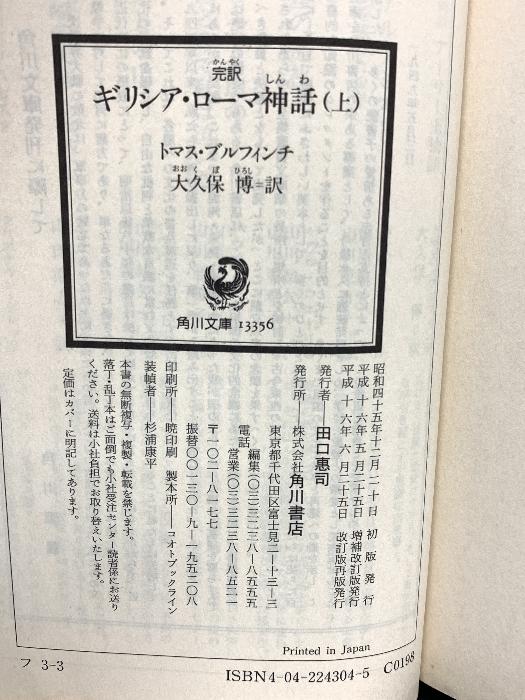 かんやく
完訳
しんわ
ギリシア・ローマ神話(上)
トマス・ブルフィンチ
おおくぼ ひろし
大久保 博=訳
角川文庫 13356
昭和四十五年十二月二十日 初版発行
平成十六年五月二十五日 増補改訂版発行
平成十六年六月二十五日 改訂版再版発行
発行者——田口惠司
発行所——株式会社角川書店
東京都千代田区富士見二—十三—三
電話 編集(〇三)三二三八—八五五五
営業(〇三)三二三八—八五二一
〒一〇二—八一七七
振替〇〇一三〇—九—一九五二〇八
印刷所——暁印刷 製本所——コオトブックライン
装幀者——杉浦康平
本書の無断複写・複製・転載を禁じます。
落丁・乱丁本はご面倒でも小社受注センター読者係にお送り
ください。送料は小社負担でお取り替えいたします。
定価はカバーに明記してあります。
Printed in Japan
フ 3-3
ISBN4-04-224304-5 C0198